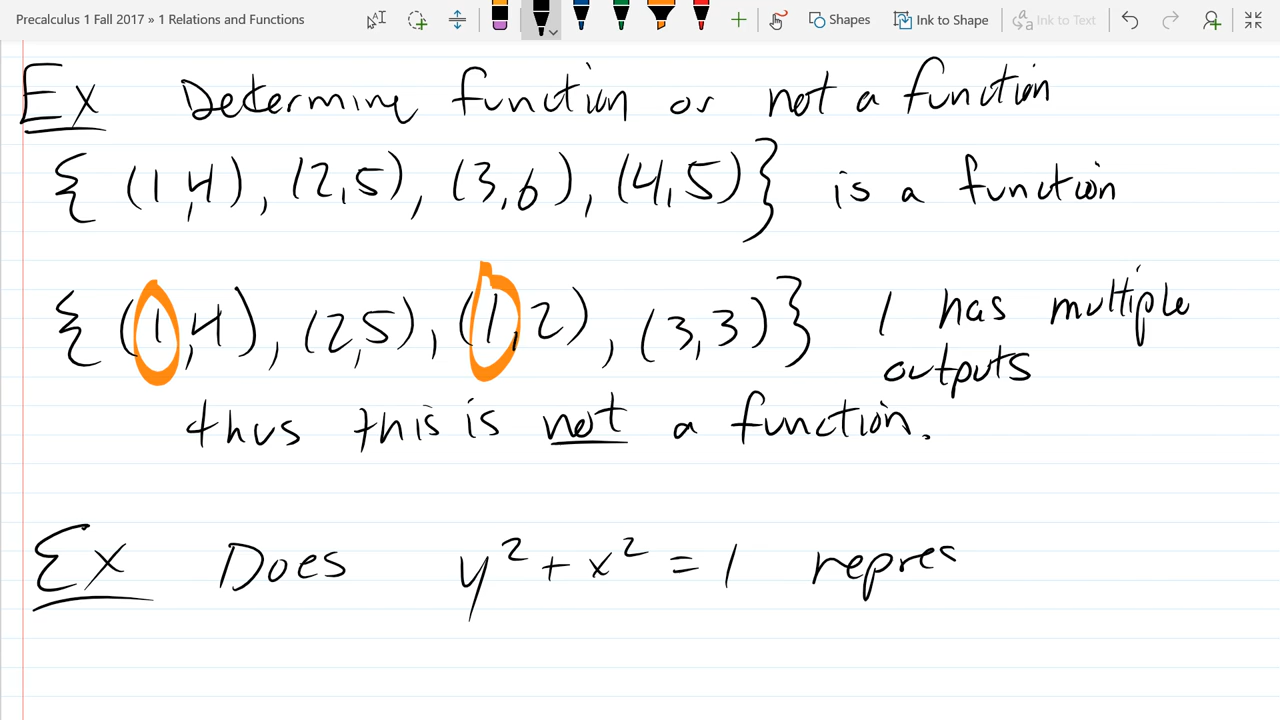 Precalculus 1 Fall 2017 » 1 Relations and Functions Shapes Ink to Shape Ink to Text
Ex Determine function or not a function
{ (1,4), (2,5), (3,6), (4,5) } is a function
{ (1,4), (2,5), (1,2), (3,3) } 1 has multiple
outputs
thus this is not a function.
Ex Does y² + x² = 1 repres